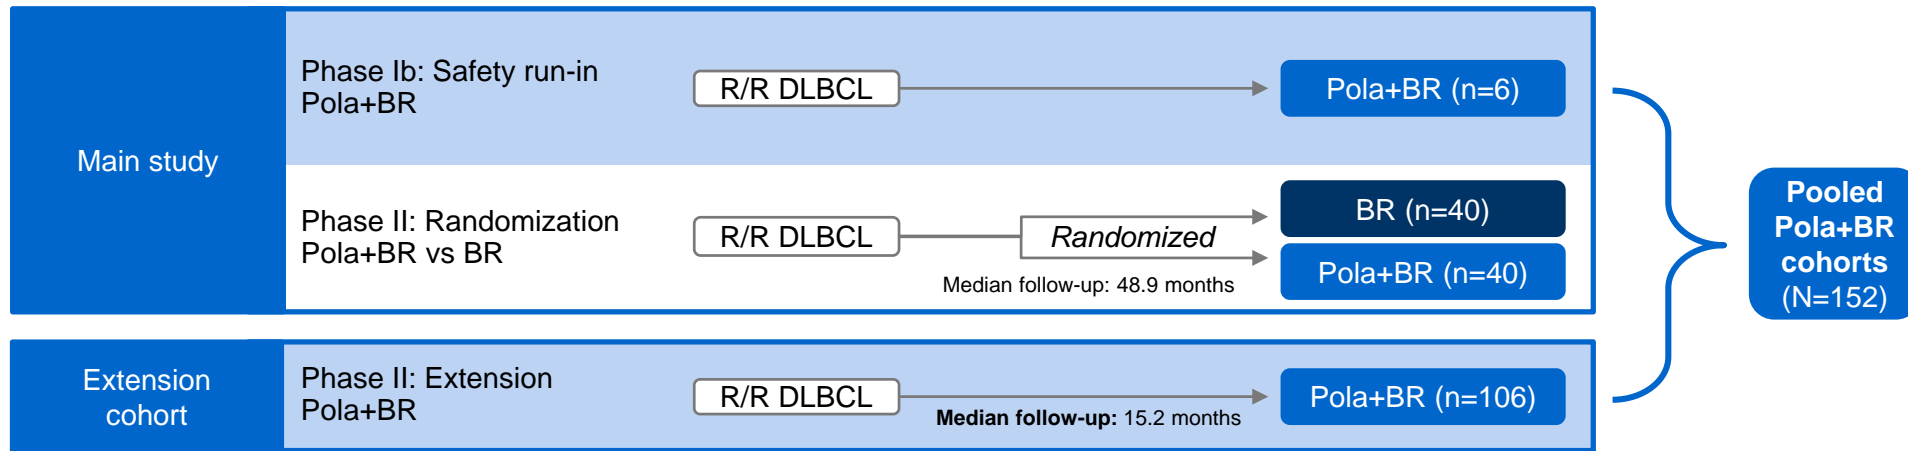 Main study
Phase Ib: Safety run-in
Pola+BR
R/R DLBCL
Pola+BR (n=6)
Phase II: Randomization
Pola+BR vs BR
R/R DLBCL
Randomized
BR (n=40)
Pola+BR (n=40)
Median follow-up: 48.9 months
Extension
cohort
Phase II: Extension
Pola+BR
R/R DLBCL
Median follow-up: 15.2 months
Pola+BR (n=106)
Pooled
Pola+BR
cohorts
(N=152)